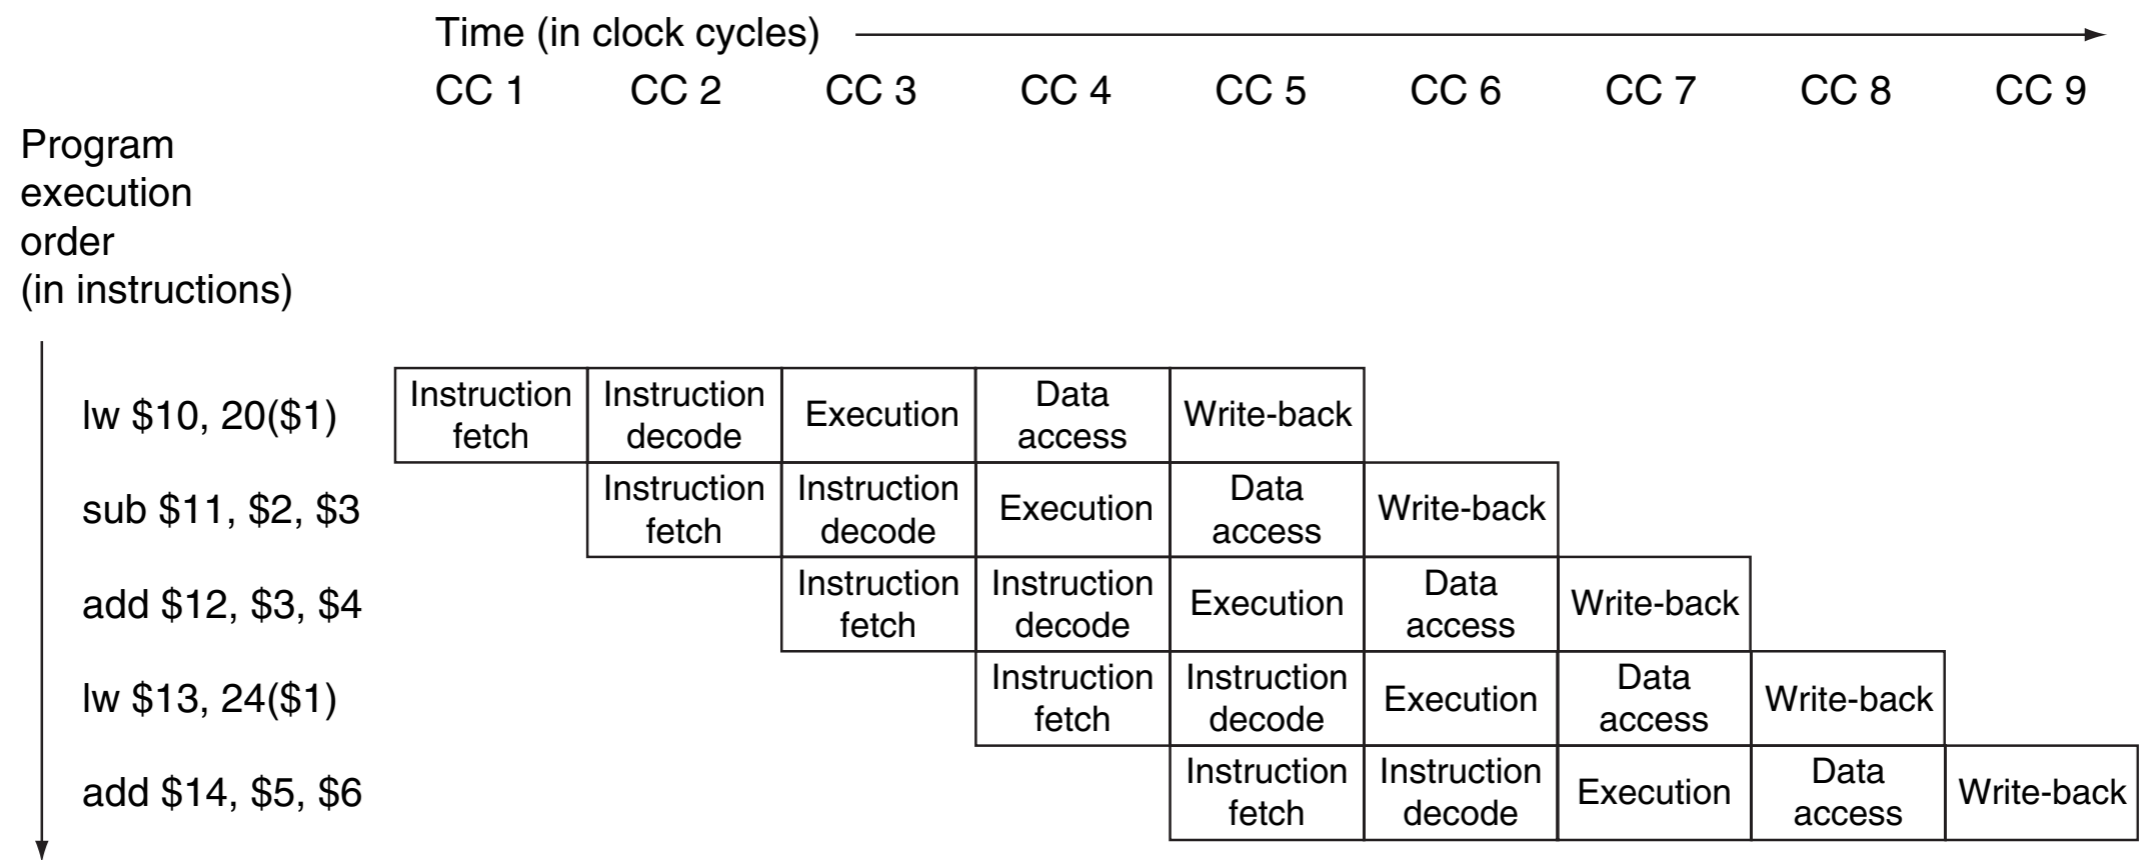 Time (in clock cycles)
CC 1 CC 2 CC 3 CC 4 CC 5 CC 6 CC 7 CC 8 CC 9
Program
execution
order
(in instructions)
lw $10, 20($1)
Instruction
fetch
Instruction
decode
Execution
Data
access
Write-back
sub $11, $2, $3
Instruction
fetch
Instruction
decode
Execution
Data
access
Write-back
add $12, $3, $4
Instruction
fetch
Instruction
decode
Execution
Data
access
Write-back
lw $13, 24($1)
Instruction
fetch
Instruction
decode
Execution
Data
access
Write-back
add $14, $5, $6
Instruction
fetch
Instruction
decode
Execution
Data
access
Write-back